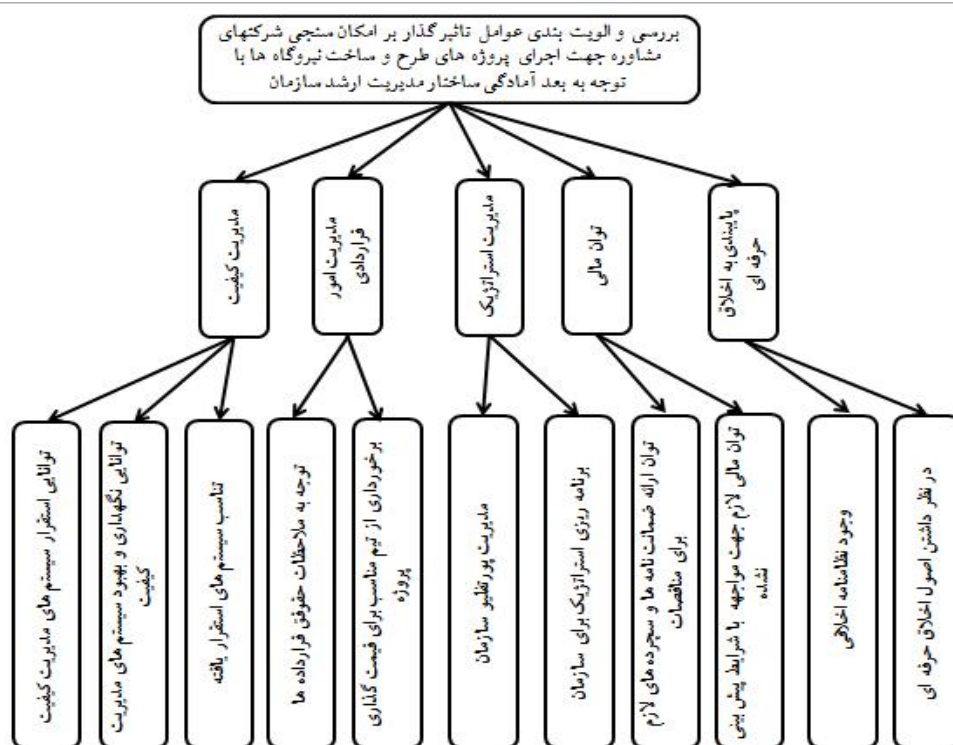 بررسی و الویت بندی عوامل تاثیرگذار بر امکان سنجی شرکتهای
مشاوره جهت اجرای پروژه های طرح و ساخت نیروگاه ها با
توجه به بعد آمادگی ساختار مدیریت ارشد سازمان
پایبندی به اخلاق
حرفه ای
توان مالی
مدیریت استراتژیک
مدیریت امور
قراردادی
مدیریت کیفیت
در نظر داشتن اصول اخلاق حرفه ای
وجود نظامنامه اخلاقی
توان مالی لازم جهت مواجهه با شرایط پیش بینی
نشده
توان ارائه ضمانت نامه ها و سپرده های لازم
برای مناقصات
برنامه ریزی استراتژیک برای سازمان
مدیریت پورتفلیو سازمان
برخورداری از تیم مناسب برای قیمت گذاری
پروژه
توجه به ملاحظات حقوقی قرارداده ها
تناسب سیستم های استقرار یافته
توانایی نگهداری و بهبود سیستم های مدیریت
کیفیت
توانایی استقرار سیستم های مدیریت کیفیت